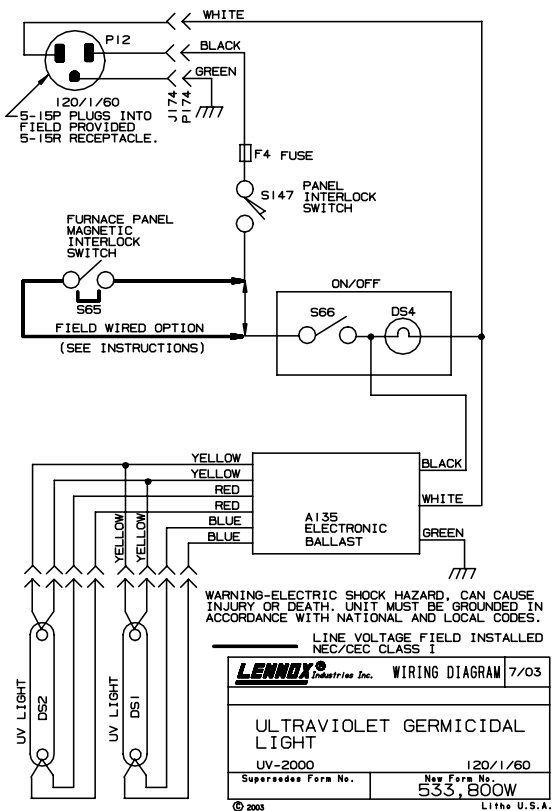 WHITE
P12
BLACK
GREEN
J174
P174
120/1/60
5-15P PLUGS INTO
FIELD PROVIDED
5-15R RECEPTACLE.
F4 FUSE
S147
PANEL
INTERLOCK
SWITCH
FURNACE PANEL
MAGNETIC
INTERLOCK
SWITCH
S65
FIELD WIRED OPTION
(SEE INSTRUCTIONS)
ON/OFF
S66
DS4
YELLOW
YELLOW
RED
RED
BLUE
BLUE
YELLOW
YELLOW
A135
ELECTRONIC
BALLAST
BLACK
WHITE
GREEN
WARNING-ELECTRIC SHOCK HAZARD, CAN CAUSE
INJURY OR DEATH. UNIT MUST BE GROUNDED IN
ACCORDANCE WITH NATIONAL AND LOCAL CODES.
LINE VOLTAGE FIELD INSTALLED
NEC/CEC CLASS I
UV LIGHT
DS2
UV LIGHT
DS1
LENNOX® Industries Inc.
WIRING DIAGRAM
7/03
ULTRAVIOLET GERMICIDAL
LIGHT
UV-2000
120/1/60
Supersedes Form No.
New Form No.
533,800W
© 2003
Litho U.S.A.